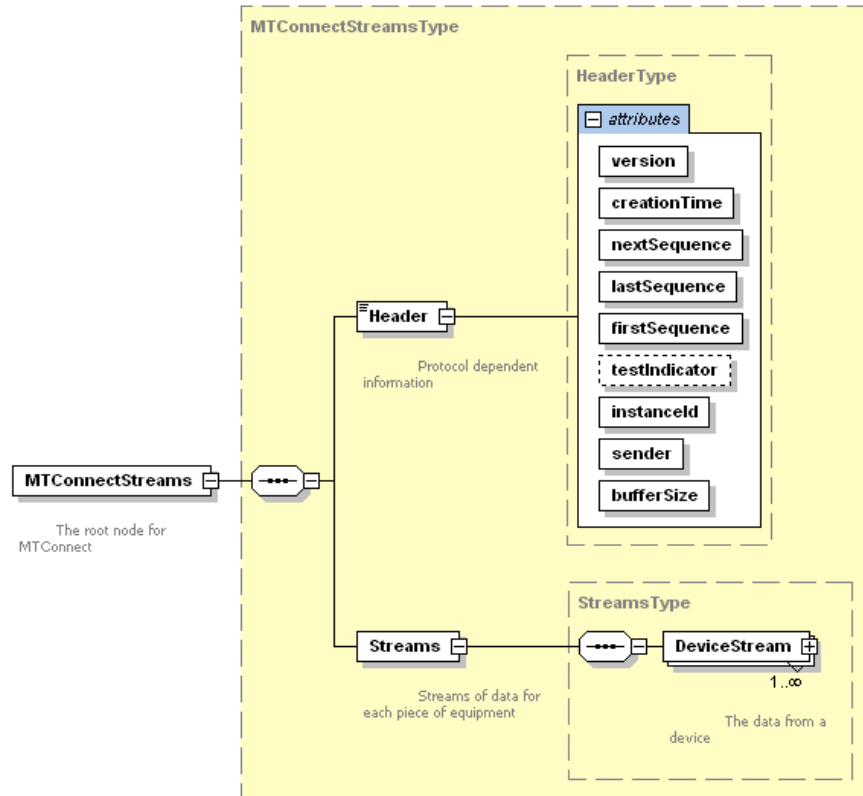 MTConnectStreamsType
HeaderType
attributes
version
creationTime
nextSequence
lastSequence
firstSequence
testIndicator
instanceId
sender
bufferSize
Header
Protocol dependent
information
MTConnectStreams
The root node for
MTConnect
StreamsType
Streams
DeviceStream
1..∞
Streams of data for
each piece of equipment
The data from a
device